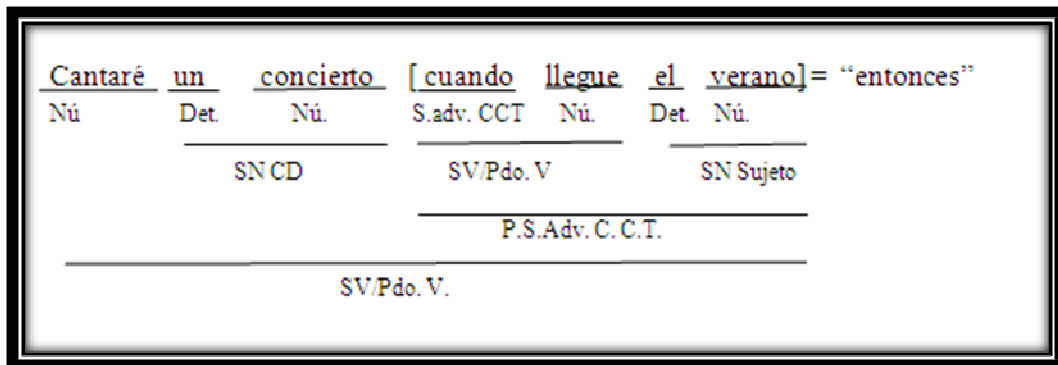 Cantaré un concierto [ cuando llegue el verano] = “entonces”
Nú Det. Nú. S.adv. CCT Nú. Det. Nú.
SN CD SV/Pdo. V SN Sujeto
P.S.Adv. C. C.T.
SV/Pdo. V.